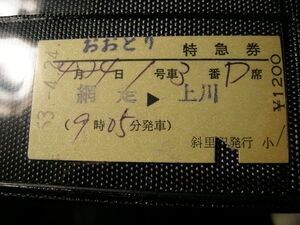 おおとり 特急券
4月24日 1号車 3番D席
網走▶上川
(9時05分発車)
斜里駅発行 小
¥1200
53.-4.24